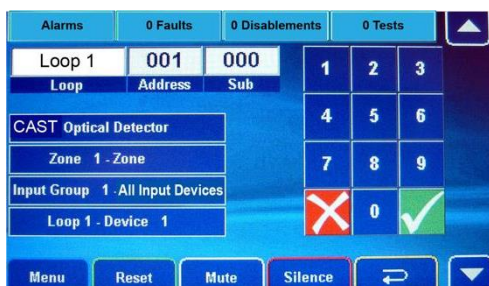 Alarms 0 Faults 0 Disablements 0 Tests
Loop 1 001 000
Loop Address Sub
1 2 3
CAST Optical Detector
4 5 6
Zone 1 - Zone
7 8 9
Input Group 1 - All Input Devices
Loop 1 - Device 1
0
Menu Reset Mute Silence